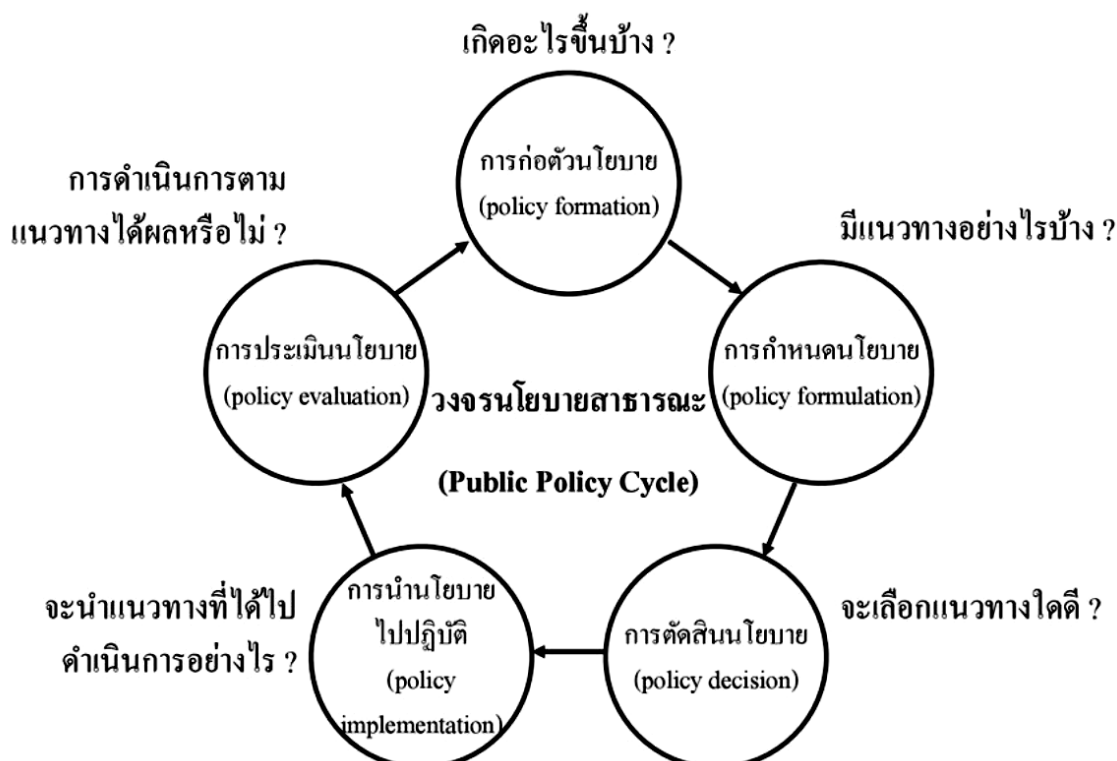 เกิดอะไรขึ้นบ้าง ?
การก่อตัวนโยบาย
(policy formation)
การดำเนินการตาม
แนวทางได้ผลหรือไม่ ?
มีแนวทางอย่างไรบ้าง ?
การประเมินนโยบาย
(policy evaluation)
วงจรนโยบายสาธารณะ
(Public Policy Cycle)
การกำหนดนโยบาย
(policy formulation)
จะนำแนวทางที่ได้ไป
ดำเนินการอย่างไร ?
การนำนโยบาย
ไปปฏิบัติ
(policy
implementation)
การตัดสินนโยบาย
(policy decision)
จะเลือกแนวทางใดดี ?